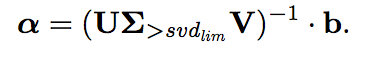 α = (UΣ_{>svd_{lim}}V)^{-1} · b.